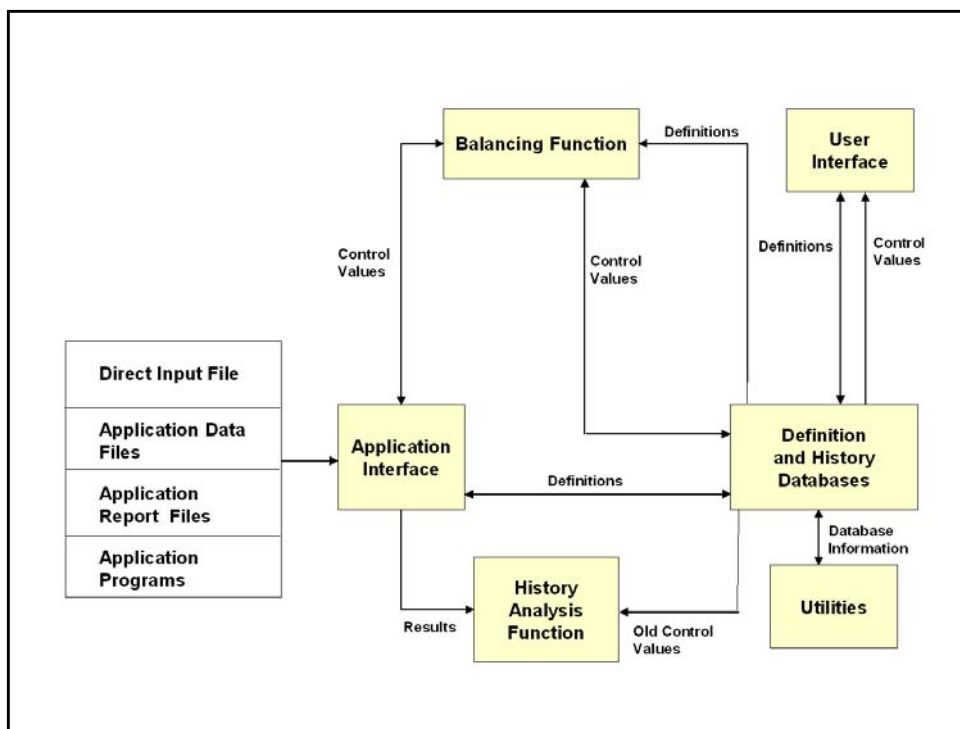 Balancing Function
Definitions
User
Interface
Control
Values
Control
Values
Definitions
Control
Values
Direct Input File
Application Data
Files
Application
Report Files
Application
Programs
Application
Interface
Definitions
Definition
and History
Databases
Database
Information
Utilities
History
Analysis
Function
Results
Old Control
Values